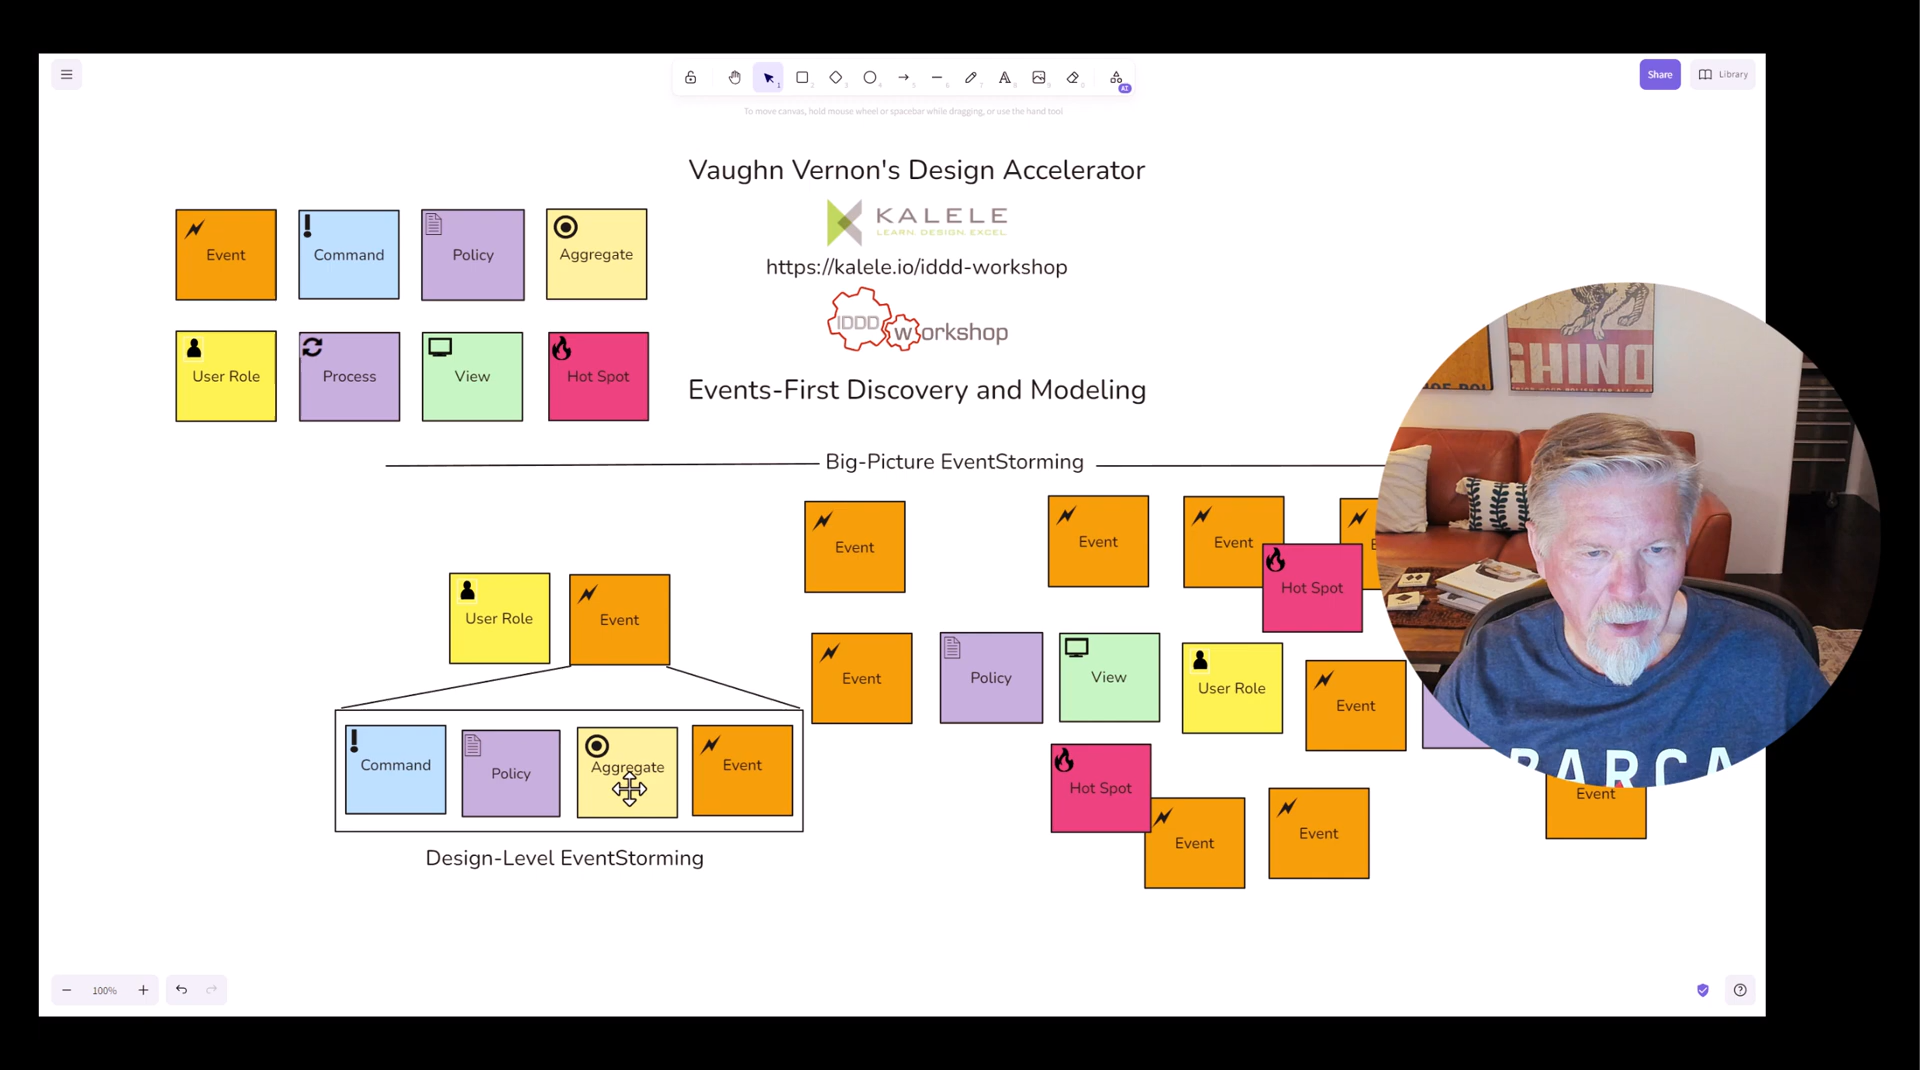 Share
Library
AI
To move canvas, hold mouse wheel or spacebar while dragging, or use the hand tool
Vaughn Vernon's Design Accelerator
KALELE
LEARN. DESIGN. EXCEL.
https://kalele.io/iddd-workshop
IDDD workshop
Events-First Discovery and Modeling
Event
Command
Policy
Aggregate
User Role
Process
View
Hot Spot
Big-Picture EventStorming
Event
Event
Event
Hot Spot
User Role
Event
Event
Policy
View
User Role
Event
Command
Policy
Aggregate
Event
Hot Spot
Event
Event
Event
Design-Level EventStorming
100%
GHINO
BARCA